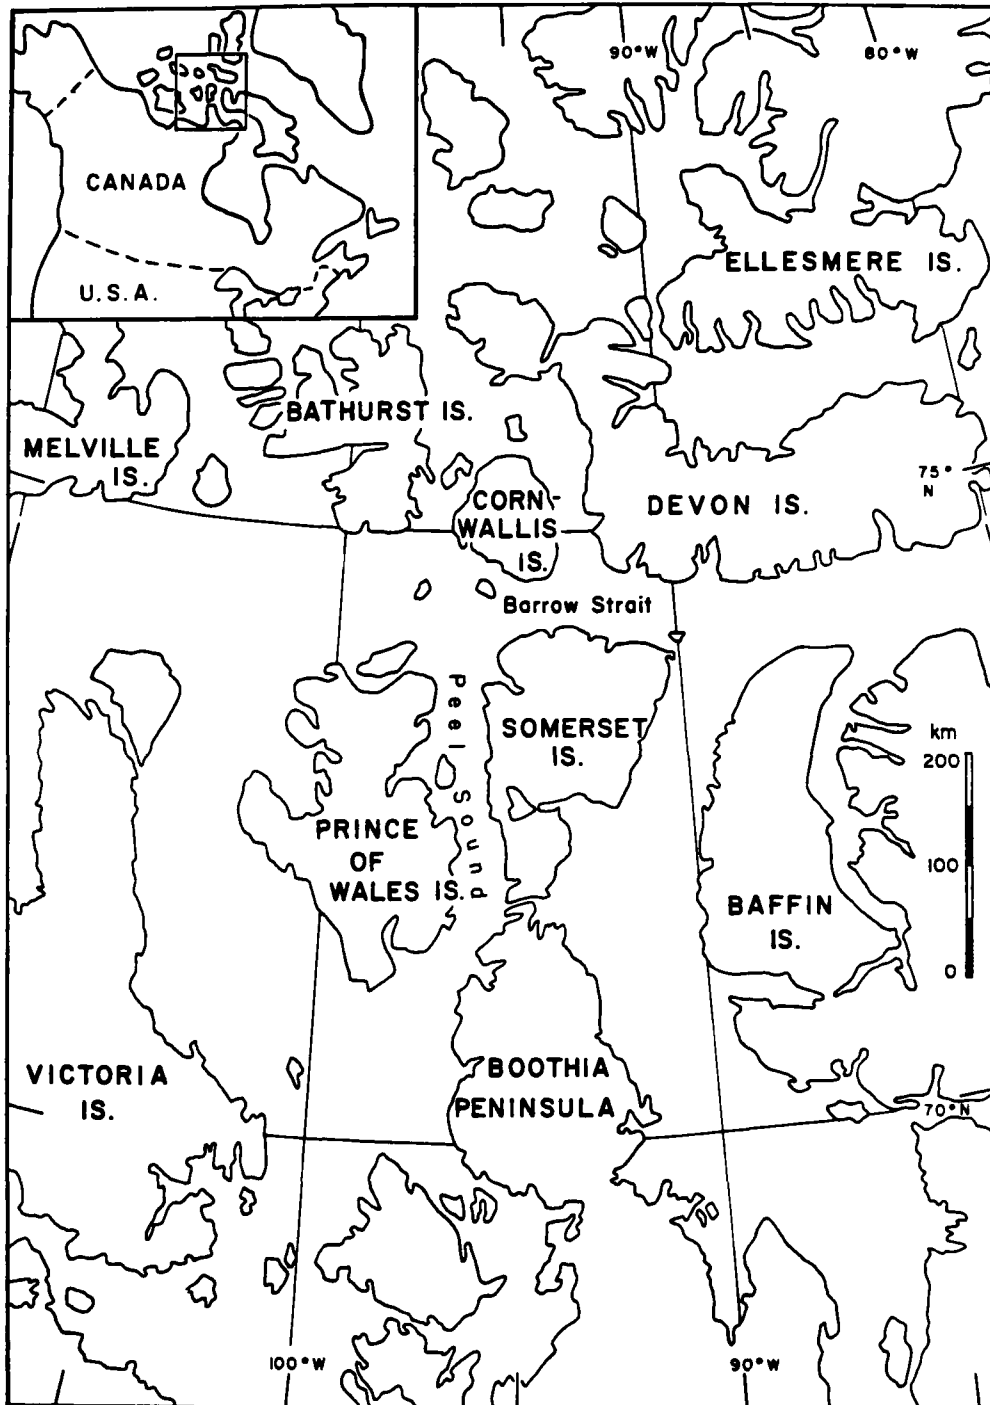 90°W
80°W
CANADA
U.S.A.
ELLESMERE IS.
BATHURST IS.
MELVILLE
IS.
75°
N
CORN-
WALLIS
IS.
DEVON IS.
Barrow Strait
Peel Sound
SOMERSET
IS.
km
200
100
0
PRINCE
OF
WALES IS.
BAFFIN
IS.
VICTORIA
IS.
BOOTHIA
PENINSULA
70°N
100°W
90°W